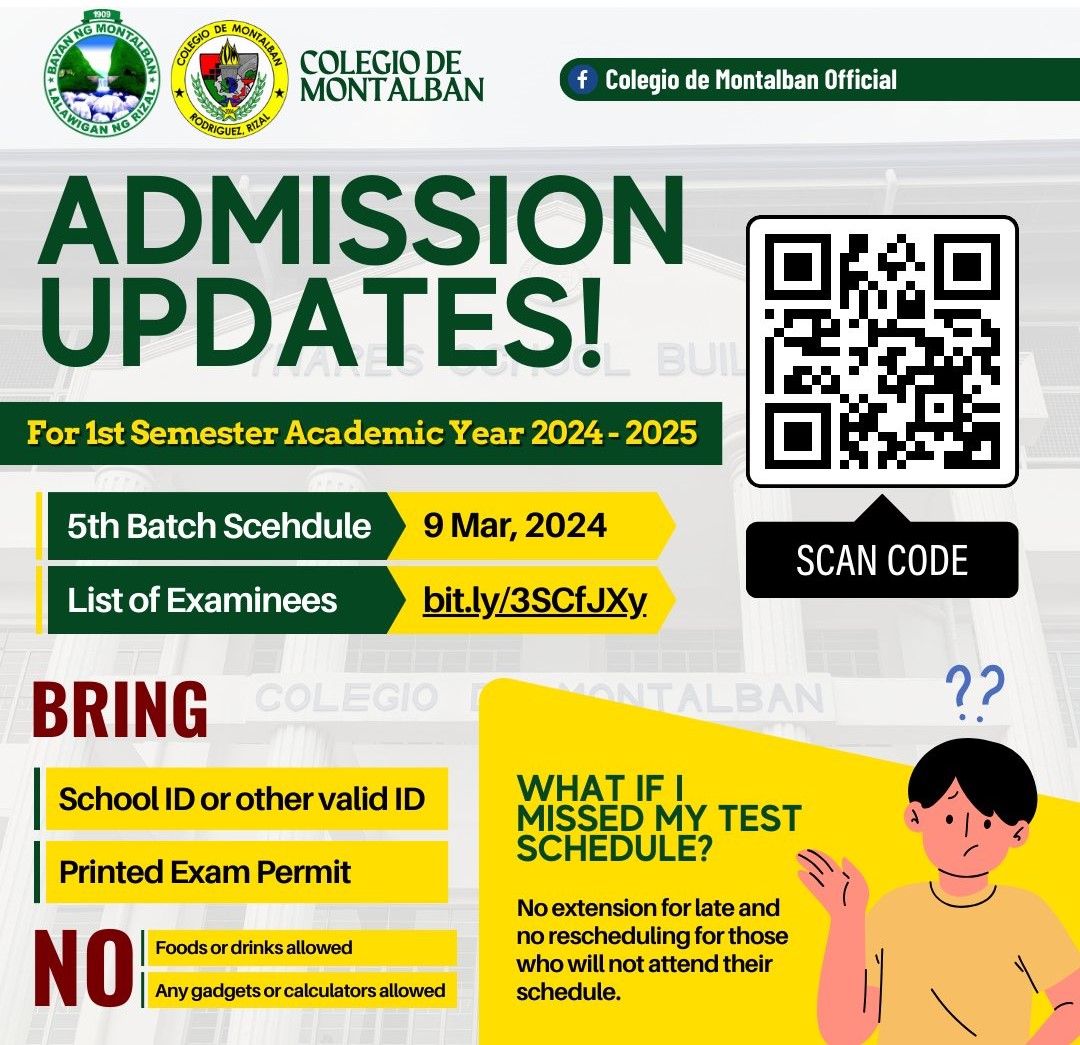 1909
BAYAN NG MONTALBAN
LALAWIGAN NG RIZAL
COLEGIO DE MONTALBAN
RODRIGUEZ, RIZAL
COLEGIO DE
MONTALBAN
Colegio de Montalban Official
ADMISSION
UPDATES!
YNARES SCHOOL BUIL
For 1st Semester Academic Year 2024 - 2025
5th Batch Scehdule
9 Mar, 2024
List of Examinees
bit.ly/3SCfJXy
SCAN CODE
COLEGIO D MONTALBAN
BRING
School ID or other valid ID
Printed Exam Permit
NO
Foods or drinks allowed
Any gadgets or calculators allowed
??
WHAT IF I
MISSED MY TEST
SCHEDULE?
No extension for late and
no rescheduling for those
who will not attend their
schedule.